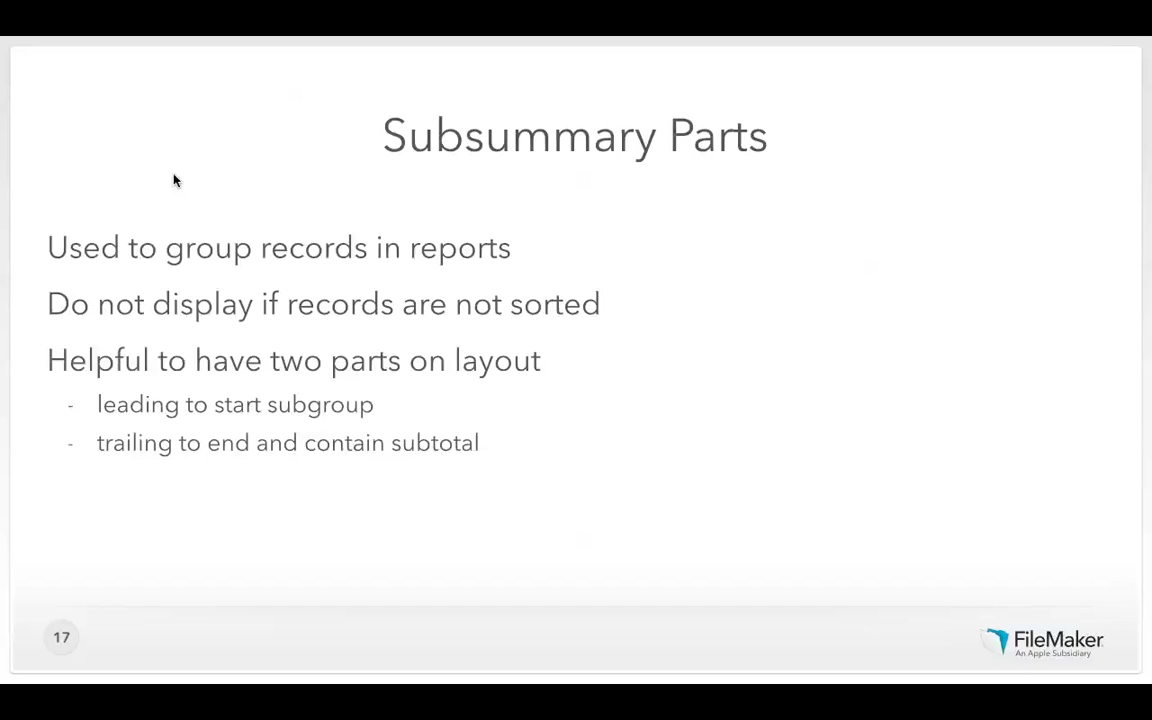 Subsummary Parts
Used to group records in reports
Do not display if records are not sorted
Helpful to have two parts on layout
- leading to start subgroup
- trailing to end and contain subtotal
17
FileMaker
An Apple Subsidiary